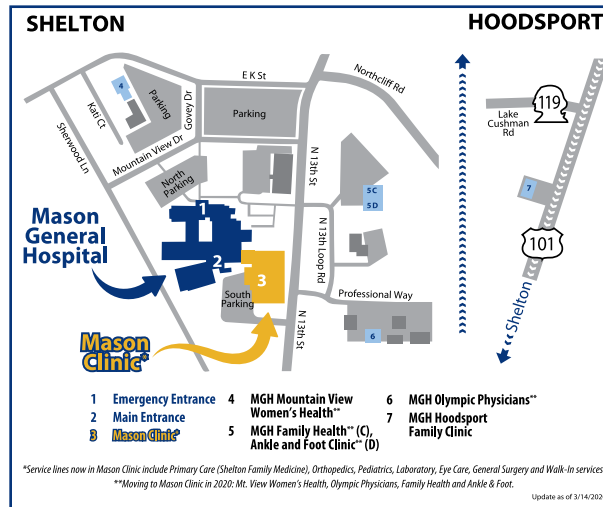 SHELTON
HOODSPORT
E K St
Northcliff Rd
119
Lake
Cushman
Rd
4
Parking
Kati Ct
Govey Dr
Parking
Sherwood Ln
Mountain View Dr
N 13th St
North
Parking
5 C
5 D
7
1
Mason
General
Hospital
2
3
N 13th Loop Rd
101
South
Parking
Professional Way
N 13th St
6
Shelton
Mason
Clinic*
1 Emergency Entrance
2 Main Entrance
3 Mason Clinic*
4 MGH Mountain View
Women's Health**
5 MGH Family Health** (C),
Ankle and Foot Clinic** (D)
6 MGH Olympic Physicians**
7 MGH Hoodsport
Family Clinic
*Service lines now in Mason Clinic include Primary Care (Shelton Family Medicine), Orthopedics, Pediatrics, Laboratory, Eye Care, General Surgery and Walk-In services
**Moving to Mason Clinic in 2020: Mt. View Women's Health, Olympic Physicians, Family Health and Ankle & Foot.
Update as of 3/14/202